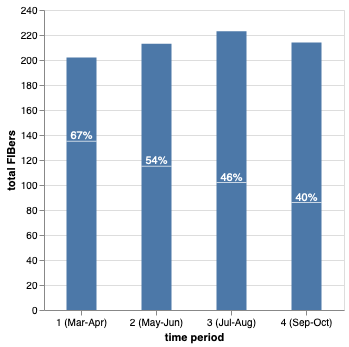 240
220
200
180
160
140
120
100
80
60
40
20
0
total FIBers
67%
54%
46%
40%
1 (Mar-Apr)
2 (May-Jun)
3 (Jul-Aug)
4 (Sep-Oct)
time period